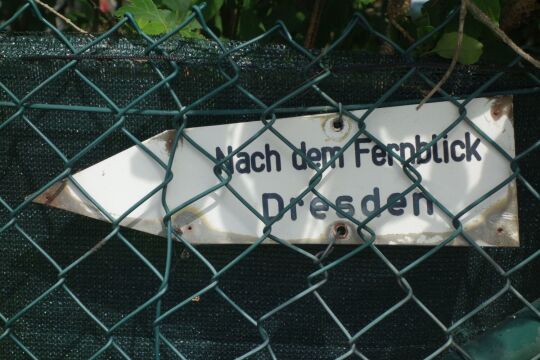 Nach dem Fernblick
Dresden